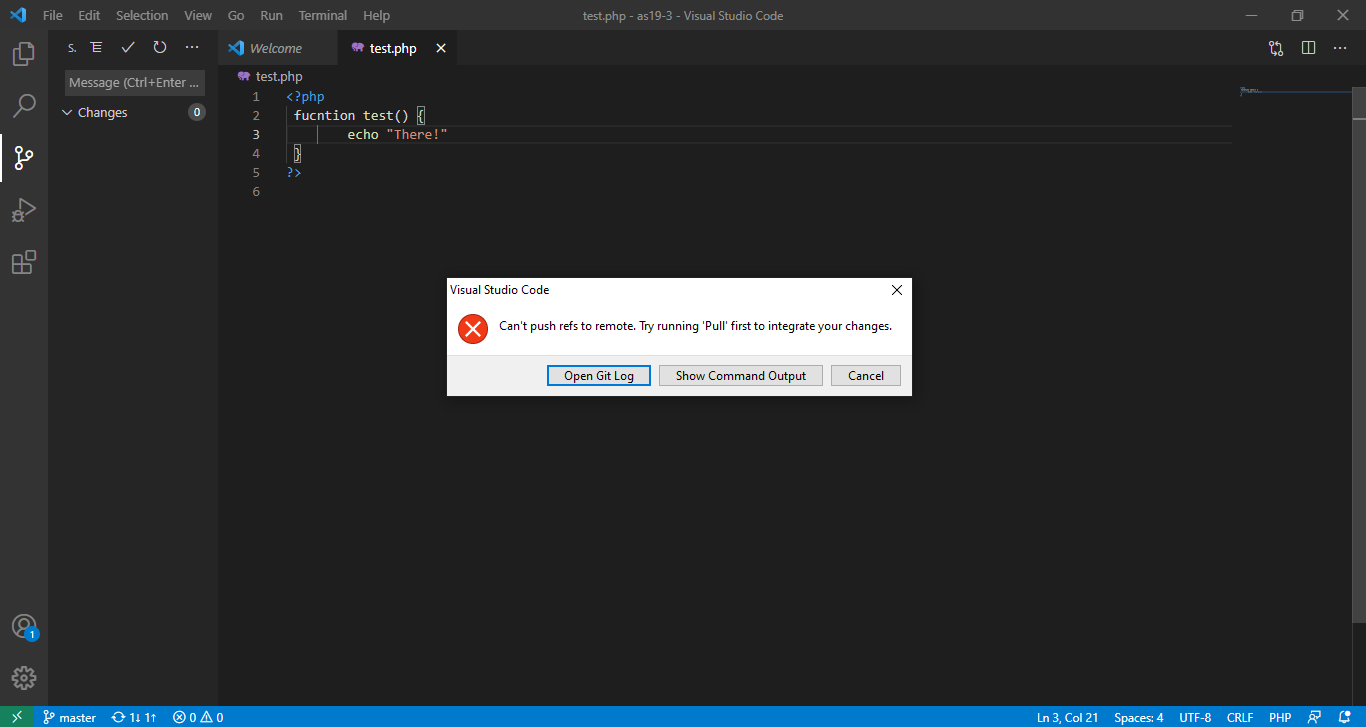 File Edit Selection View Go Run Terminal Help
test.php - as19-3 - Visual Studio Code
S.
Message (Ctrl+Enter ...
Changes 0
Welcome
test.php
test.php
1 <?php
2 fucntion test() {
3 echo "There!"
4 }
5 ?>
6
Visual Studio Code
Can't push refs to remote. Try running 'Pull' first to integrate your changes.
Open Git Log
Show Command Output
Cancel
1
master 1↓ 1↑ 0 0
Ln 3, Col 21 Spaces: 4 UTF-8 CRLF PHP